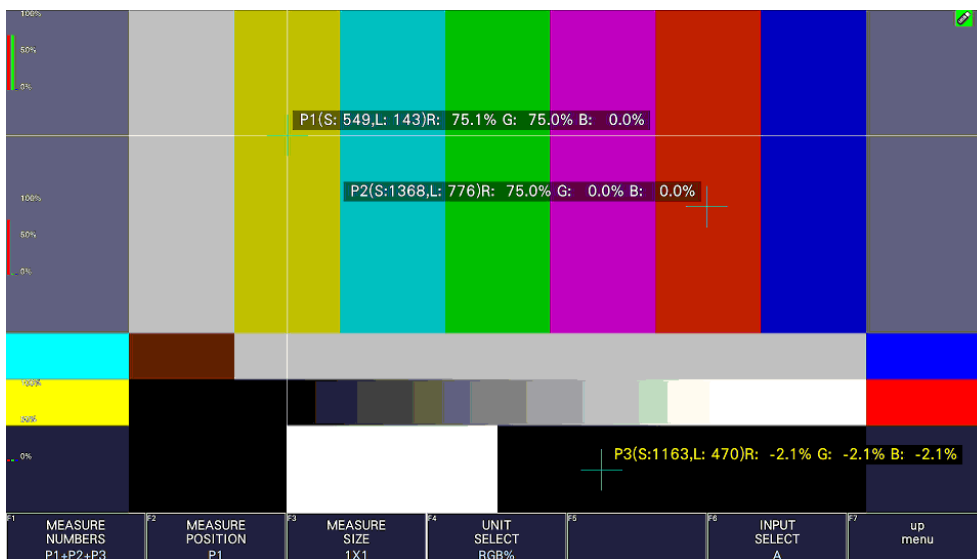 100%
50%
0%
P1(S: 549,L: 143)R: 75.1% G: 75.0% B: 0.0%
P2(S:1368,L: 776)R: 75.0% G: 0.0% B: 0.0%
100%
50%
0%
P3(S:1163,L: 470)R: -2.1% G: -2.1% B: -2.1%
0%
F1 MEASURE NUMBERS P1+P2+P3
F2 MEASURE POSITION P1
F3 MEASURE SIZE 1X1
F4 UNIT SELECT RGB%
F5
F6 INPUT SELECT A
F7 up menu